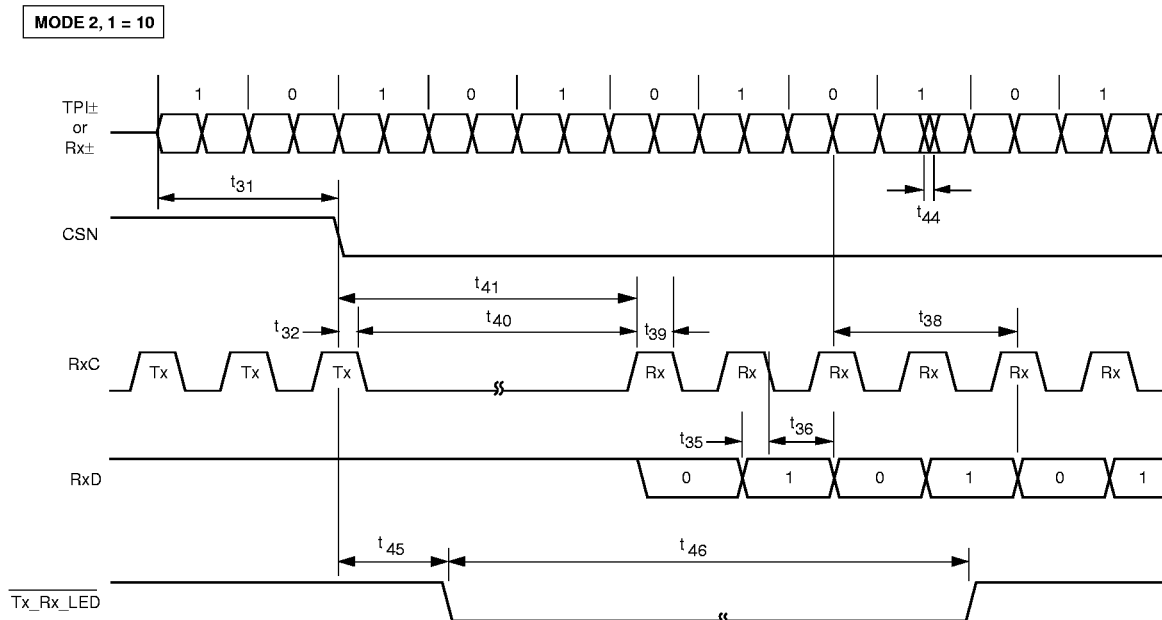 MODE 2, 1 = 10
1 0 1 0 1 0 1 0 1 0 1
TPI±
or
Rx±
t31
t44
CSN
t41
t32 t40 t39 t38
RxC
Tx Tx Tx Rx Rx Rx Rx Rx Rx
t35 t36
RxD
0 1 0 1 0 1
t45 t46
Tx_Rx_LED